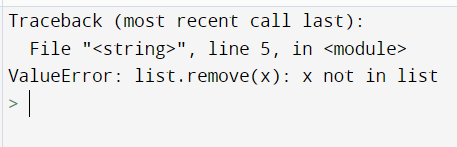 Traceback (most recent call last):
  File "<string>", line 5, in <module>
ValueError: list.remove(x): x not in list
>